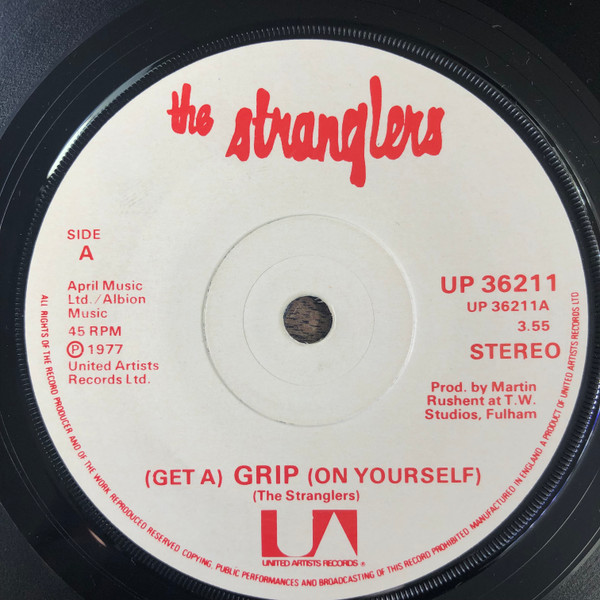 the stranglers
SIDE
A
April Music
Ltd./Albion
Music
45 RPM
Ⓟ 1977
United Artists
Records Ltd.
UP 36211
UP 36211A
3.55
STEREO
Prod. by Martin
Rushent at T.W.
Studios, Fulham
(GET A) GRIP (ON YOURSELF)
(The Stranglers)
UA
UNITED ARTISTS RECORDS ®
ALL RIGHTS OF THE RECORD PRODUCER AND OF THE WORK REPRODUCED RESERVED COPYING, PUBLIC PERFORMANCES AND BROADCASTING OF THIS RECORD PROHIBITED MANUFACTURED IN ENGLAND A PRODUCT OF UNITED ARTISTS RECORDS LTD